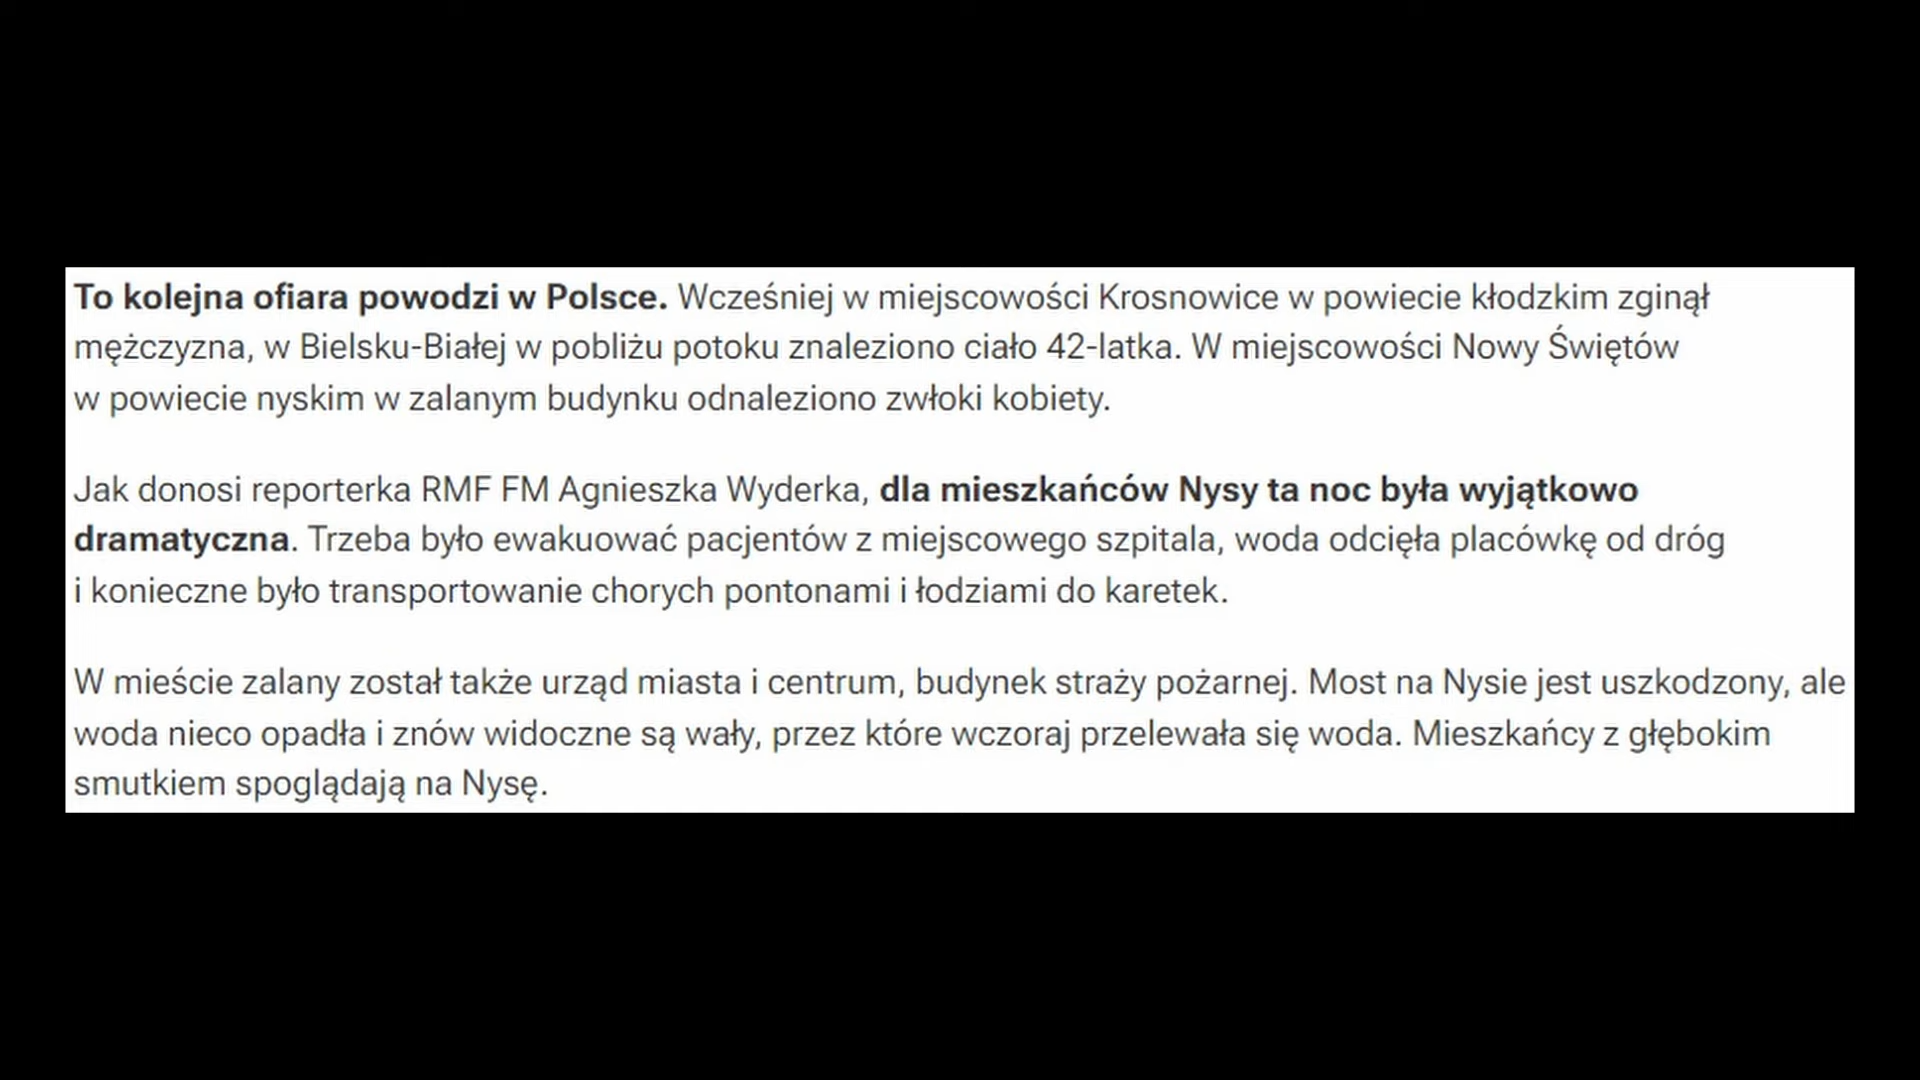 To kolejna ofiara powodzi w Polsce. Wcześniej w miejscowości Krosnowice w powiecie kłodzkim zginął
mężczyzna, w Bielsku-Białej w pobliżu potoku znaleziono ciało 42-latka. W miejscowości Nowy Świętów
w powiecie nyskim w zalanym budynku odnaleziono zwłoki kobiety.
Jak donosi reporterka RMF FM Agnieszka Wyderka, dla mieszkańców Nysy ta noc była wyjątkowo
dramatyczna. Trzeba było ewakuować pacjentów z miejscowego szpitala, woda odcięła placówkę od dróg
i konieczne było transportowanie chorych pontonami i łodziami do karetek.
W mieście zalany został także urząd miasta i centrum, budynek straży pożarnej. Most na Nysie jest uszkodzony, ale
woda nieco opadła i znów widoczne są wały, przez które wczoraj przelewała się woda. Mieszkańcy z głębokim
smutkiem spoglądają na Nysę.